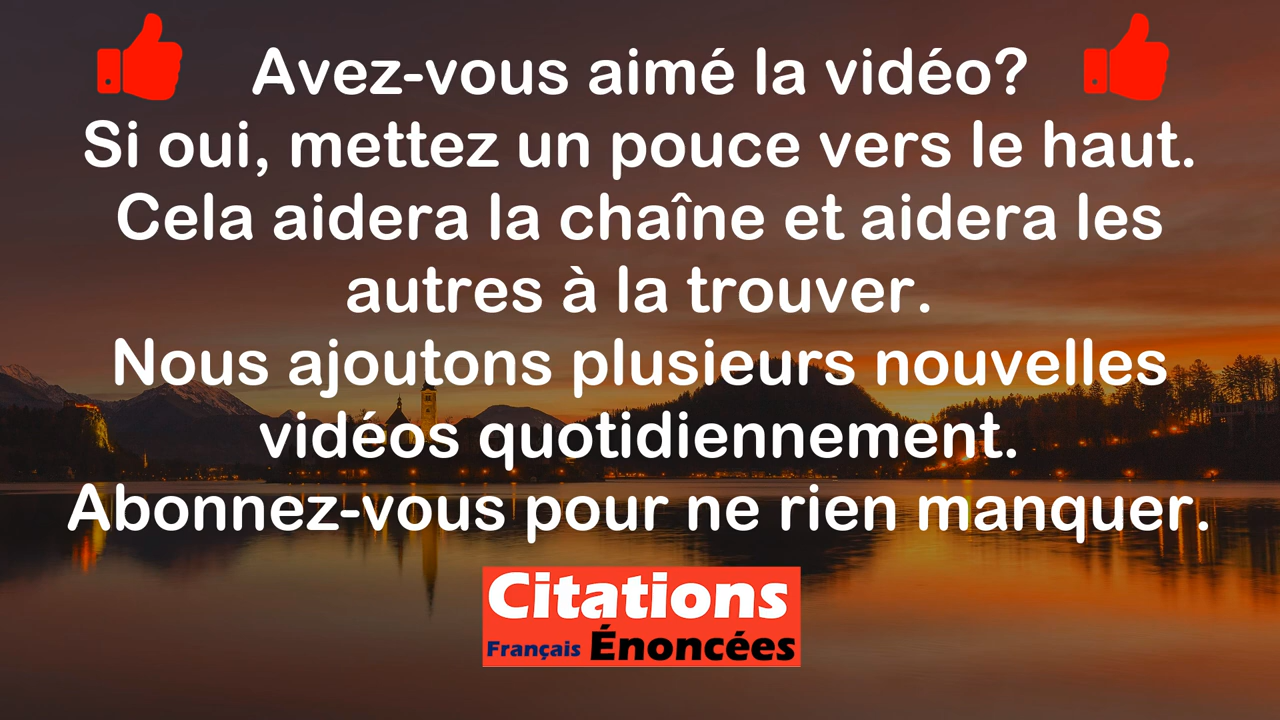 Avez-vous aimé la vidéo?
Si oui, mettez un pouce vers le haut.
Cela aidera la chaîne et aidera les
autres à la trouver.
Nous ajoutons plusieurs nouvelles
vidéos quotidiennement.
Abonnez-vous pour ne rien manquer.
Citations
Français Énoncées